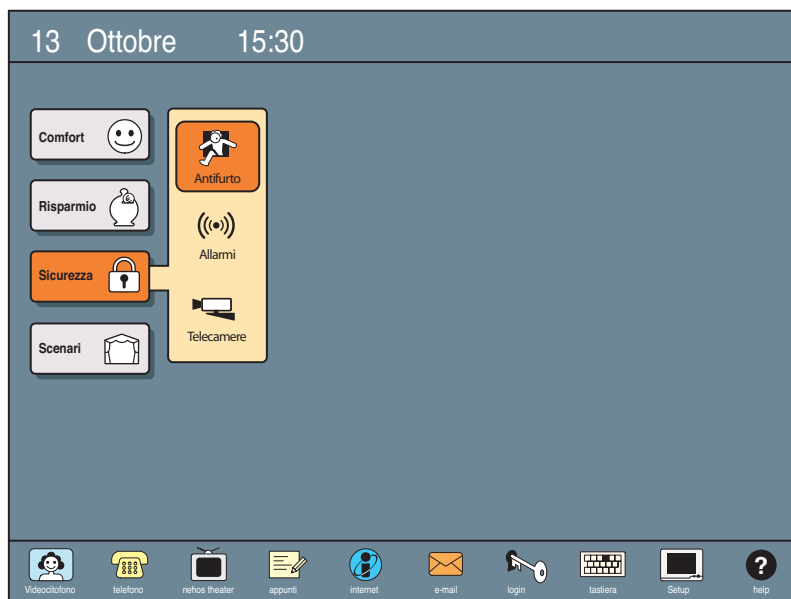 13 Ottobre 15:30
Comfort
Risparmio
Sicurezza
Scenari
Antifurto
Allarmi
Telecamere
Videocitofono telefono nehos theater appunti internet e-mail login tastiera Setup help